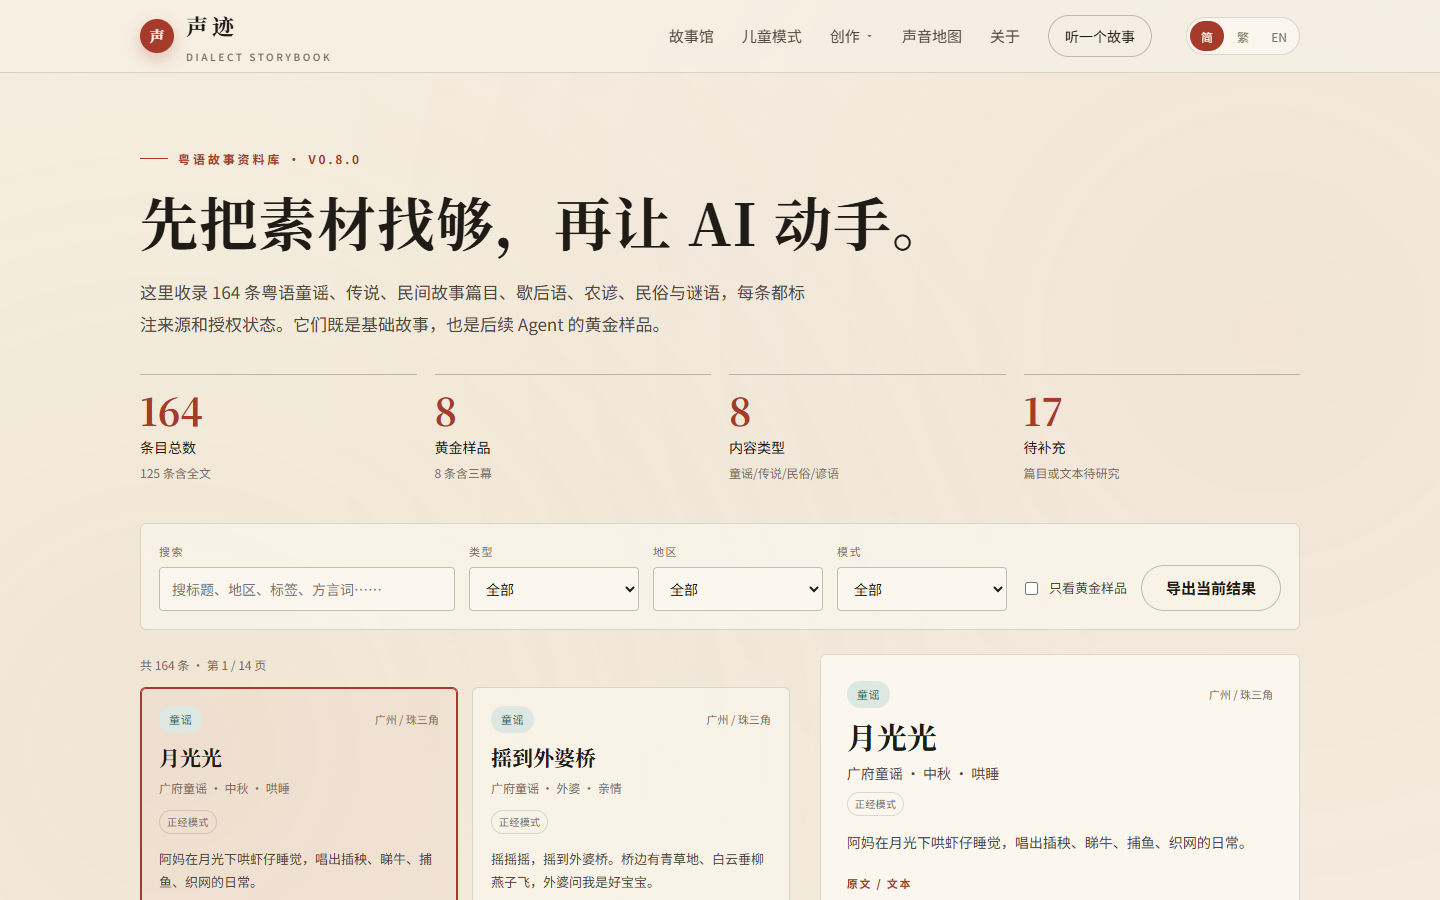 声
声迹
DIALECT STORYBOOK
故事馆
儿童模式
创作
声音地图
关于
听一个故事
简
繁
EN
粤语故事资料库 · V0.8.0
先把素材找够，再让 AI 动手。
这里收录 164 条粤语童谣、传说、民间故事篇目、歇后语、农谚、民俗与谜语，每条都标
注来源和授权状态。它们既是基础故事，也是后续 Agent 的黄金样品。
164
条目总数
125 条含全文
8
黄金样品
8 条含三幕
8
内容类型
童谣/传说/民俗/谚语
17
待补充
篇目或文本待研究
搜索
搜标题、地区、标签、方言词……
类型
全部
地区
全部
模式
全部
只看黄金样品
导出当前结果
共 164 条 · 第 1 / 14 页
童谣
广州 / 珠三角
月光光
广府童谣 · 中秋 · 哄睡
正经模式
阿妈在月光下哄虾仔睡觉，唱出插秧、睇牛、捕
鱼、织网的日常。
童谣
广州 / 珠三角
摇到外婆桥
广府童谣 · 外婆 · 亲情
正经模式
摇摇摇，摇到外婆桥。桥边有青草地、白云垂柳
燕子飞，外婆问我是好宝宝。
童谣
广州 / 珠三角
月光光
广府童谣 · 中秋 · 哄睡
正经模式
阿妈在月光下哄虾仔睡觉，唱出插秧、睇牛、捕鱼、织网的日常。
原文 / 文本